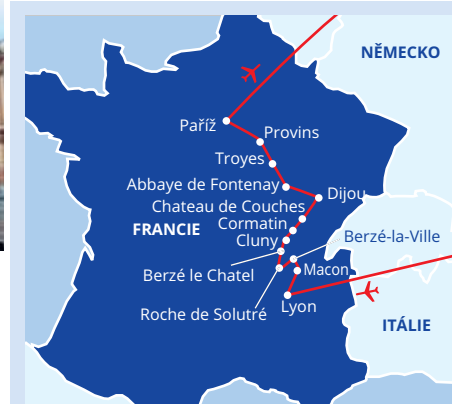 NĚMECKO
Paříž
Provins
Troyes
Abbaye de Fontenay
Dijou
Chateau de Couches
Cormatin
FRANCIE
Cluny
Berzé-la-Ville
Berzé le Chatel
Macon
Roche de Solutré
Lyon
ITÁLIE